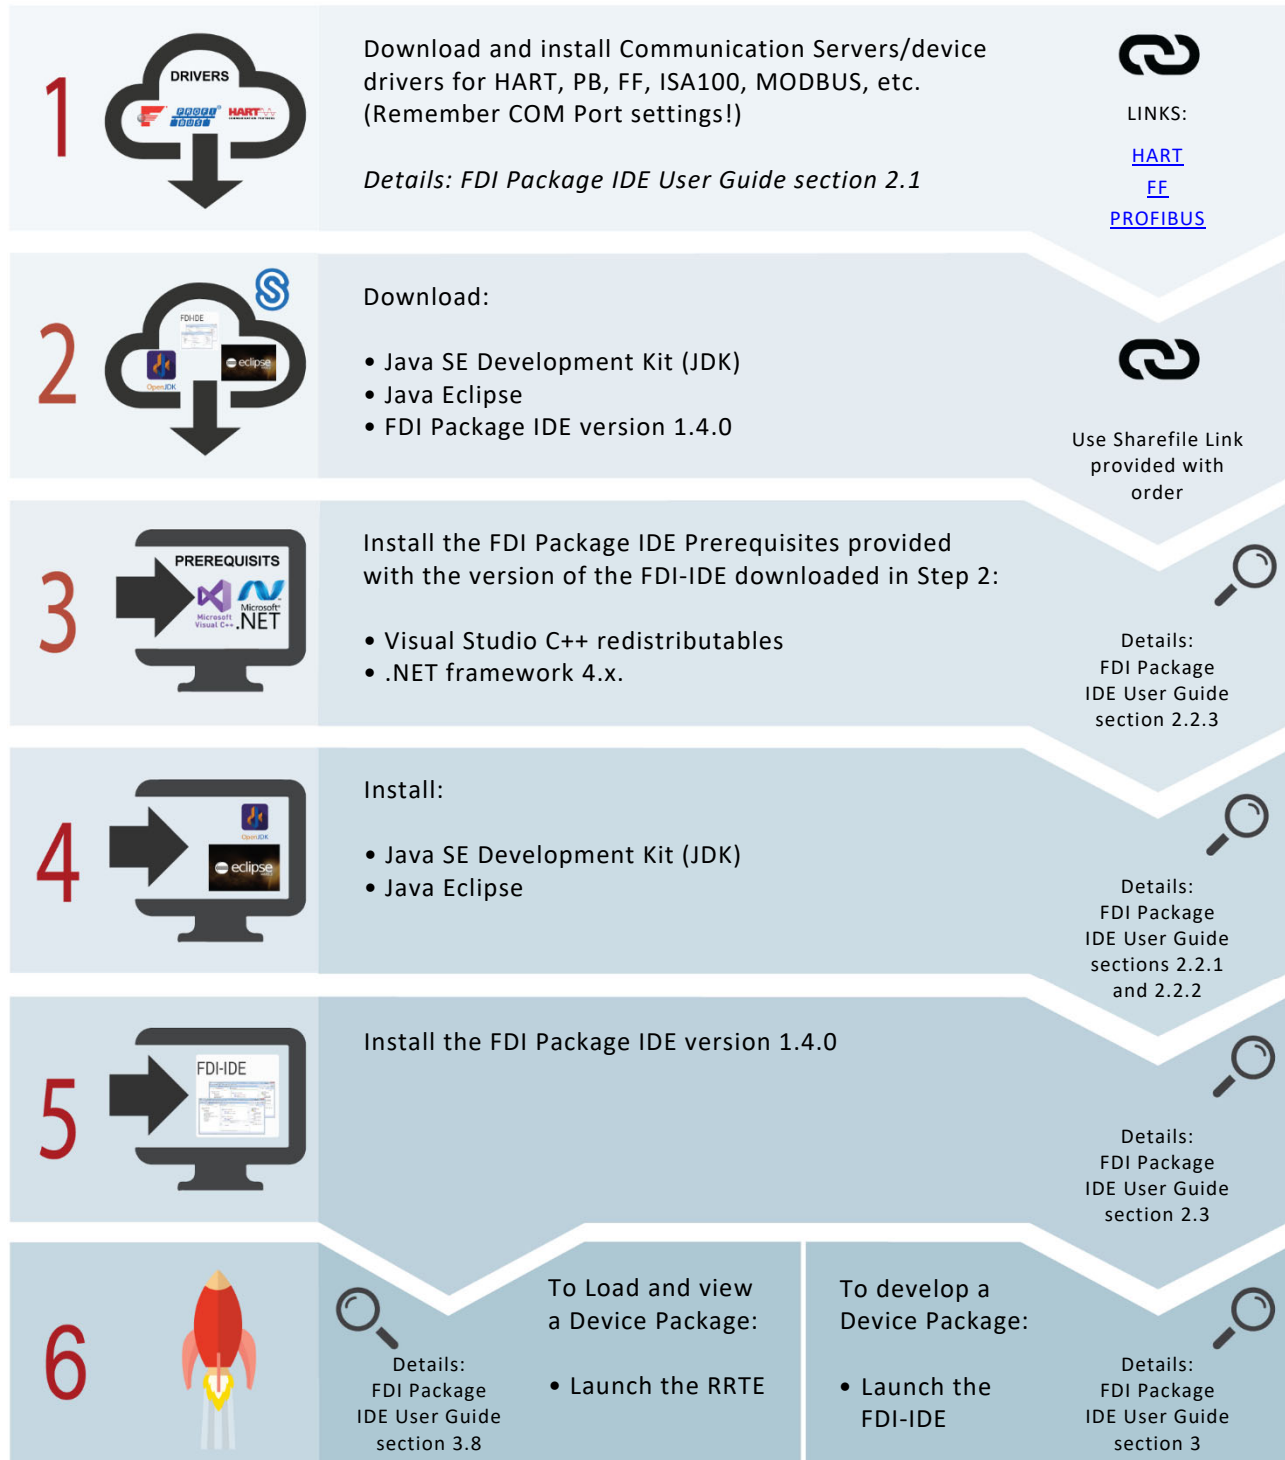 1
DRIVERS
PROFI
BUS
HART
Download and install Communication Servers/device
drivers for HART, PB, FF, ISA100, MODBUS, etc.
(Remember COM Port settings!)
Details: FDI Package IDE User Guide section 2.1
LINKS:
HART
FF
PROFIBUS
2
FDI-IDE
OpenJDK
eclipse
Download:
• Java SE Development Kit (JDK)
• Java Eclipse
• FDI Package IDE version 1.4.0
Use Sharefile Link
provided with
order
3
PREREQUISITS
Microsoft
Visual C++
Microsoft
.NET
Install the FDI Package IDE Prerequisites provided
with the version of the FDI-IDE downloaded in Step 2:
• Visual Studio C++ redistributables
• .NET framework 4.x.
Details:
FDI Package
IDE User Guide
section 2.2.3
4
OpenJDK
eclipse
Install:
• Java SE Development Kit (JDK)
• Java Eclipse
Details:
FDI Package
IDE User Guide
sections 2.2.1
and 2.2.2
5
FDI-IDE
Install the FDI Package IDE version 1.4.0
Details:
FDI Package
IDE User Guide
section 2.3
6
Details:
FDI Package
IDE User Guide
section 3.8
To Load and view
a Device Package:
• Launch the RRTE
To develop a
Device Package:
• Launch the
FDI-IDE
Details:
FDI Package
IDE User Guide
section 3